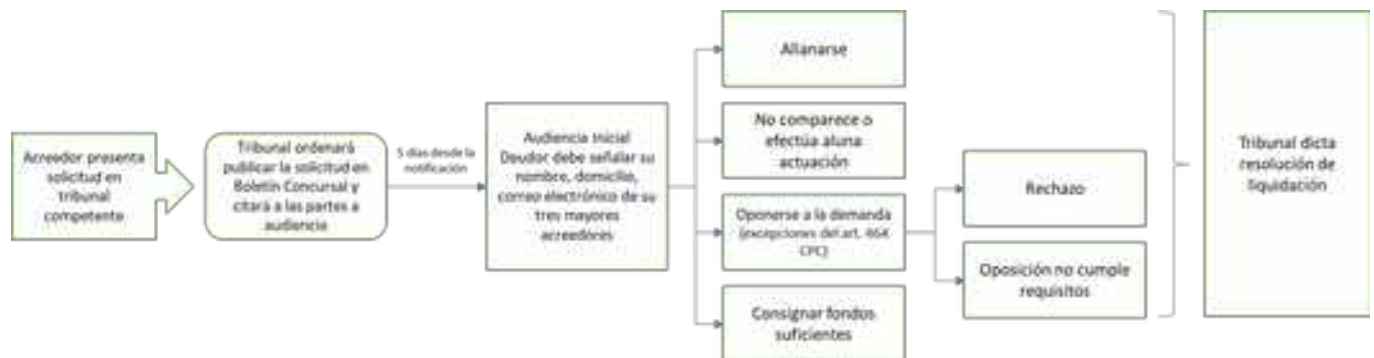 Acreedor presenta
solicitud en
tribunal
competente
Tribunal ordenará
publicar la solicitud en
Boletín Concursal y
citará a las partes a
audiencia
5 días desde la
notificación
Audiencia Inicial
Deudor debe señalar su
nombre, domicilio,
correo electrónico de su
tres mayores
acreedores
Allanarse
No comparece o
efectúa aluna
actuación
Oponerse a la demanda
(excepciones del art. 464
CPC)
Consignar fondos
suficientes
Rechazo
Oposición no cumple
requisitos
Tribunal dicta
resolución de
liquidación